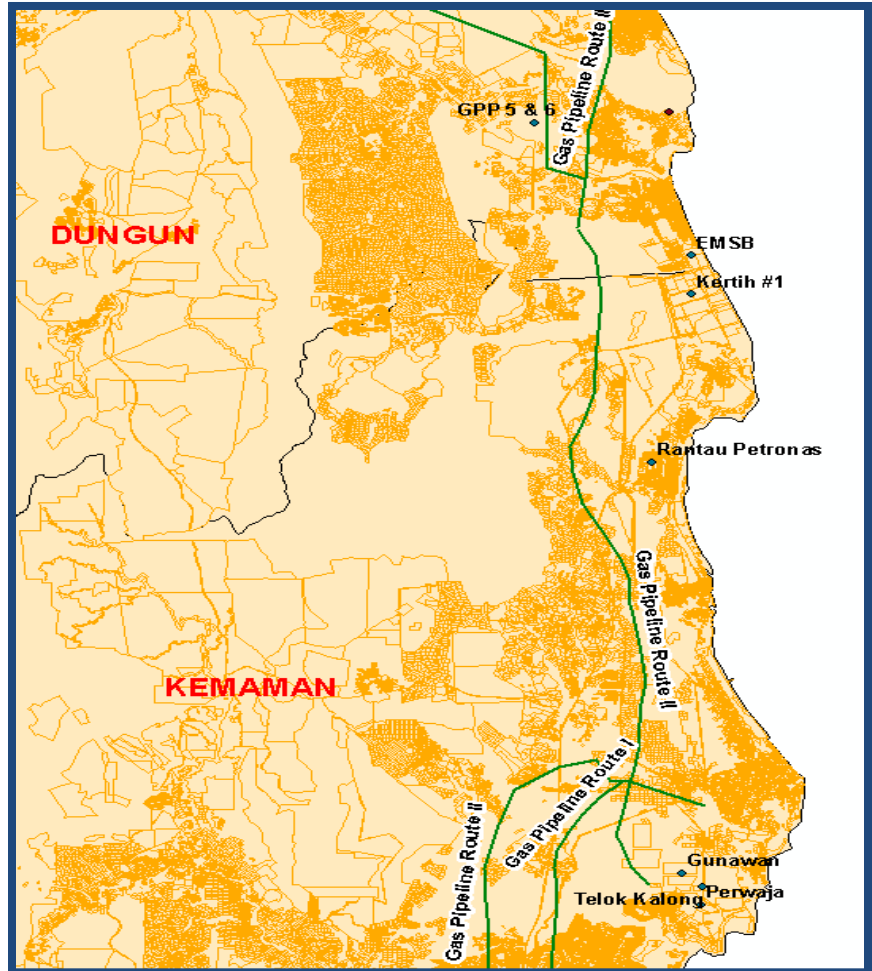 Gas Pipeline Route II
GPP 5 & 6
DUNGUN
EMSB
Kertih #1
Rantau Petronas
Gas Pipeline Route II
KEMAMAN
Gas Pipeline Route I
Gas Pipeline Route II
Gunawan
Perwaja
Telok Kalong